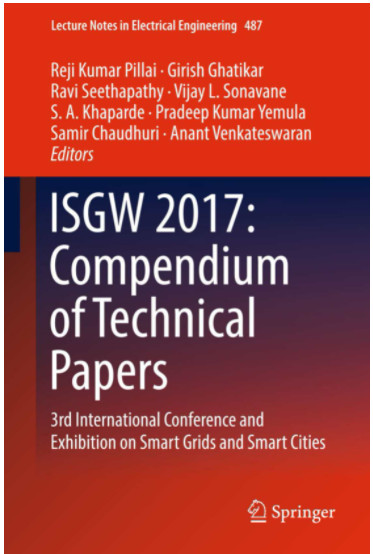 Lecture Notes in Electrical Engineering 487
Reji Kumar Pillai · Girish Ghatikar
Ravi Seethapathy · Vijay L. Sonavane
S. A. Khaparde · Pradeep Kumar Yemula
Samir Chaudhuri · Anant Venkateswaran
Editors
ISGW 2017:
Compendium
of Technical
Papers
3rd International Conference and
Exhibition on Smart Grids and Smart Cities
Springer